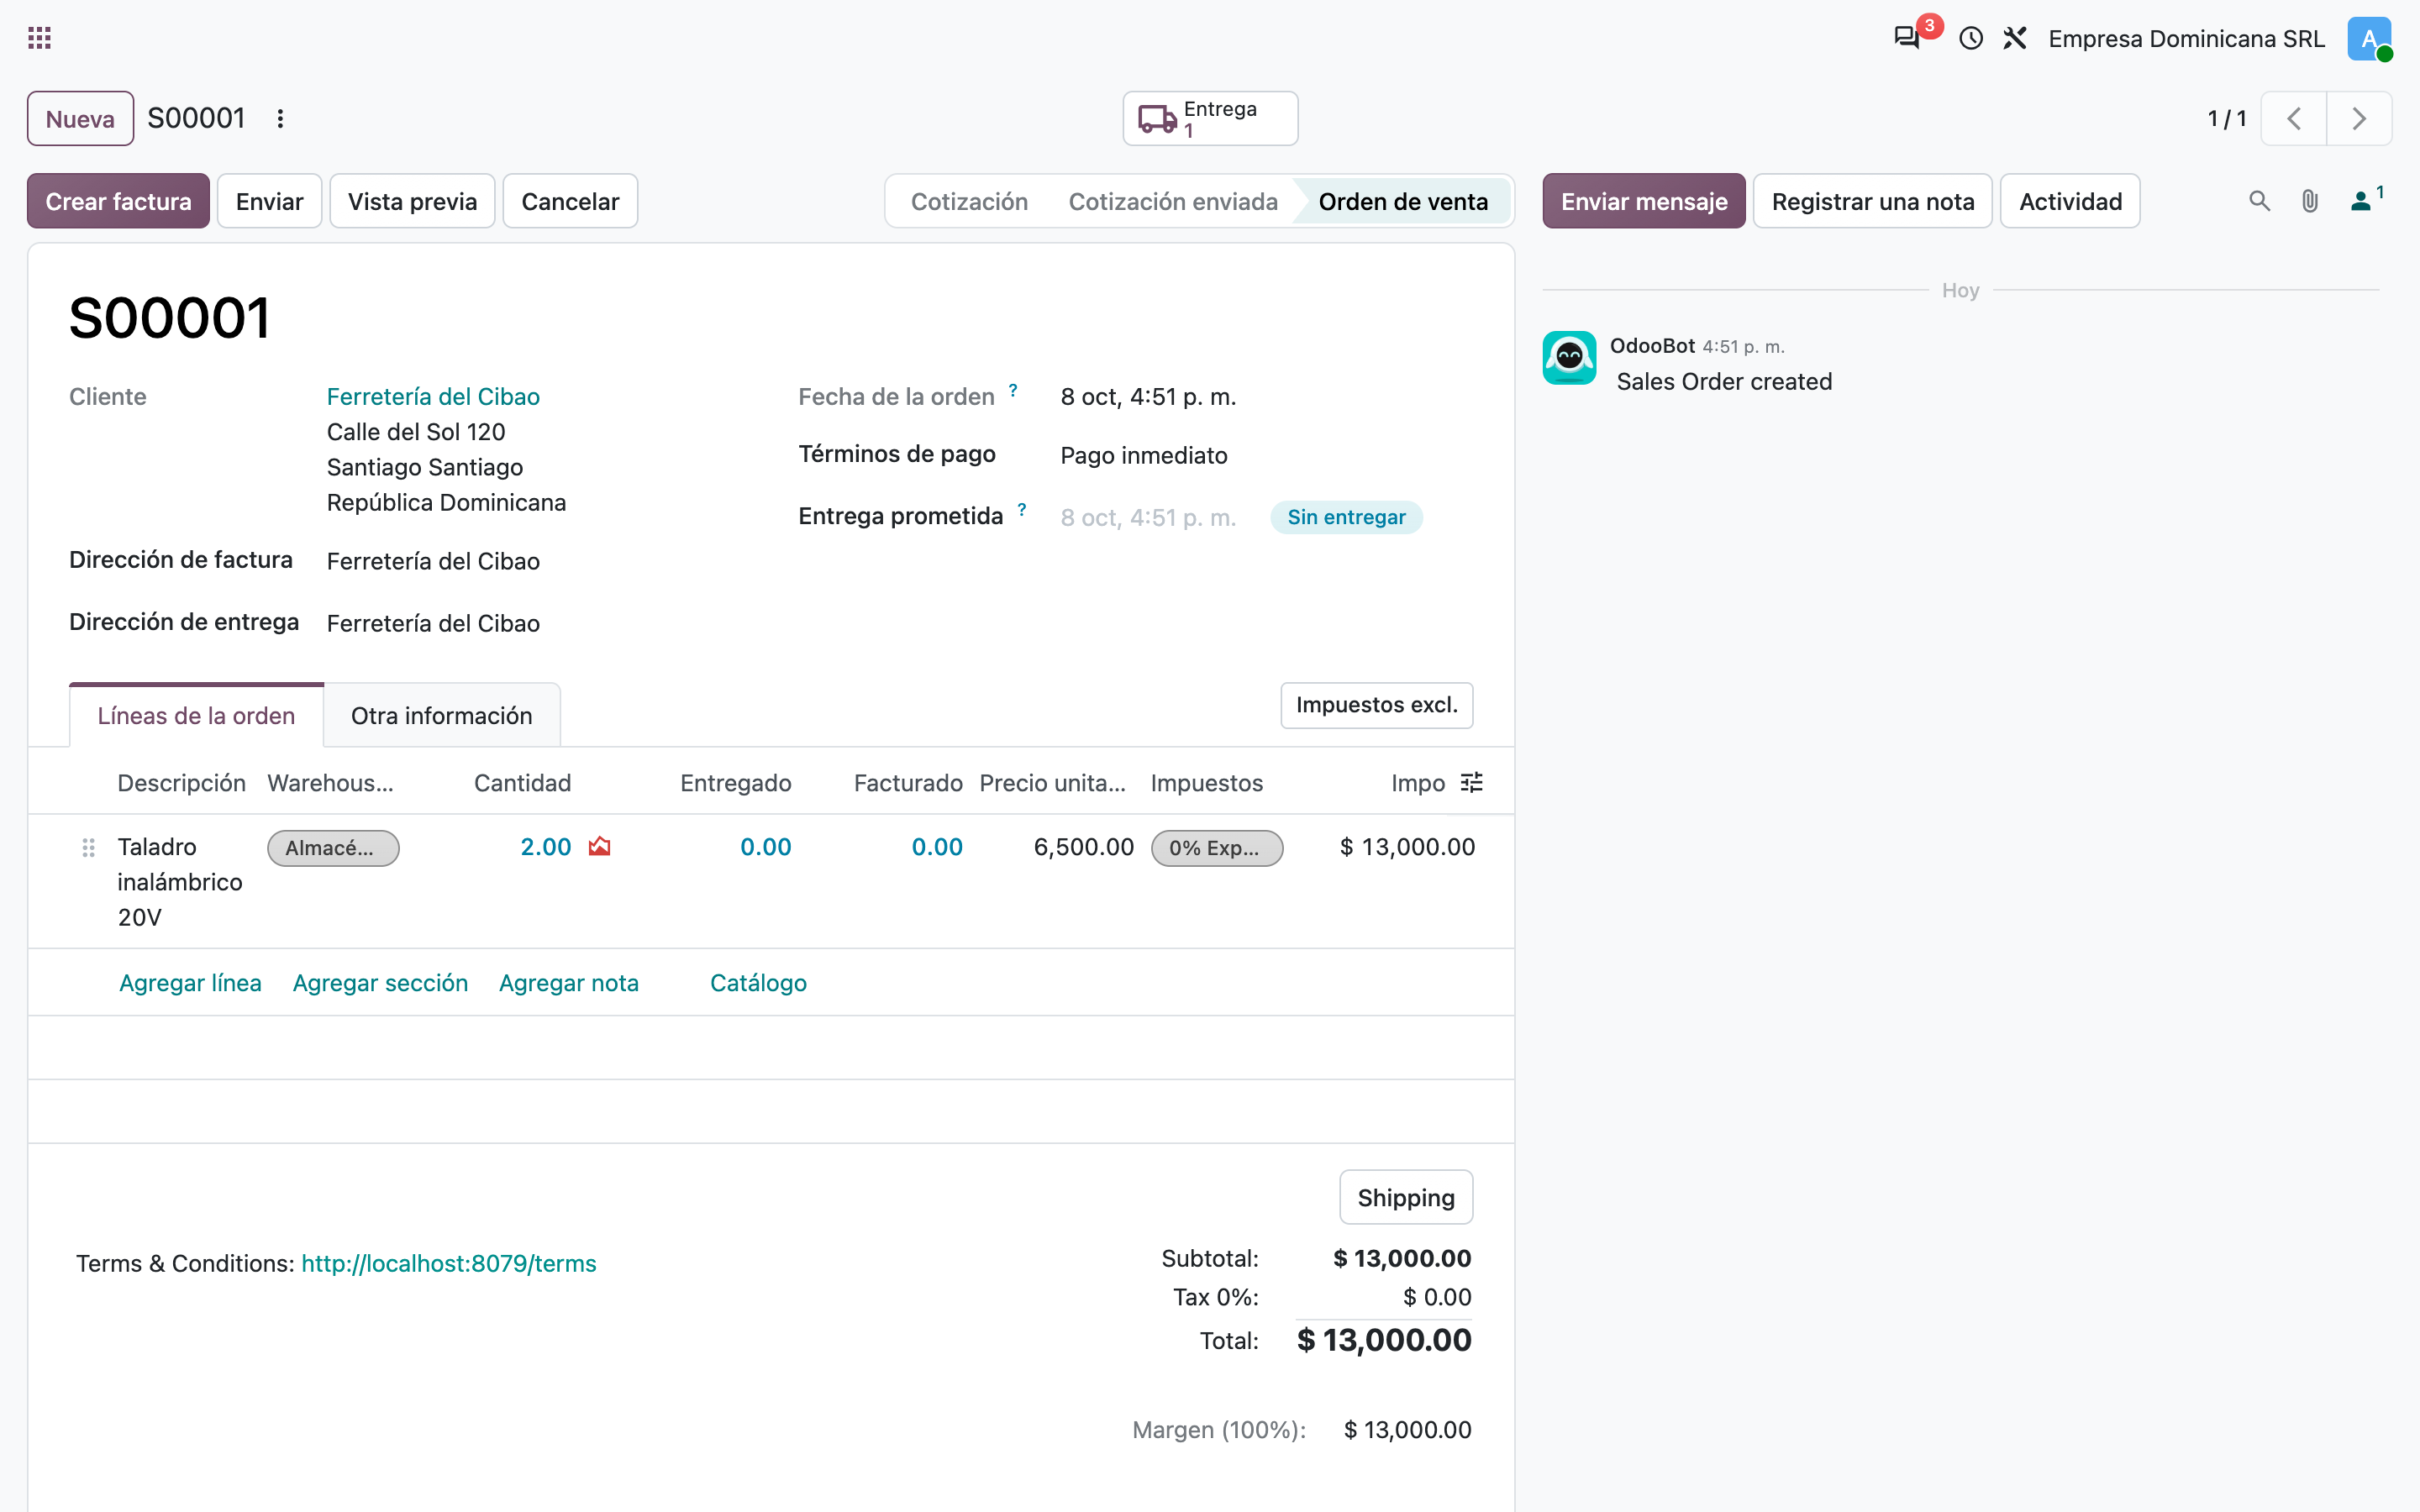 3
Empresa Dominicana SRL
A
Nueva
S00001
Entrega
1
1 / 1
Crear factura
Enviar
Vista previa
Cancelar
Cotización
Cotización enviada
Orden de venta
Enviar mensaje
Registrar una nota
Actividad
1
S00001
Cliente
Ferretería del Cibao
Calle del Sol 120
Santiago Santiago
República Dominicana
Dirección de factura
Ferretería del Cibao
Dirección de entrega
Ferretería del Cibao
Fecha de la orden ?
8 oct, 4:51 p. m.
Términos de pago
Pago inmediato
Entrega prometida ?
8 oct, 4:51 p. m.
Sin entregar
Hoy
OdooBot 4:51 p. m.
Sales Order created
Líneas de la orden
Otra información
Impuestos excl.
Descripción Warehous... Cantidad Entregado Facturado Precio unita... Impuestos Impo
Taladro Almacé... 2.00 0.00 0.00 6,500.00 0% Exp... $ 13,000.00
inalámbrico
20V
Agregar línea Agregar sección Agregar nota Catálogo
Shipping
Terms & Conditions: http://localhost:8079/terms
Subtotal: $ 13,000.00
Tax 0%: $ 0.00
Total: $ 13,000.00
Margen (100%): $ 13,000.00